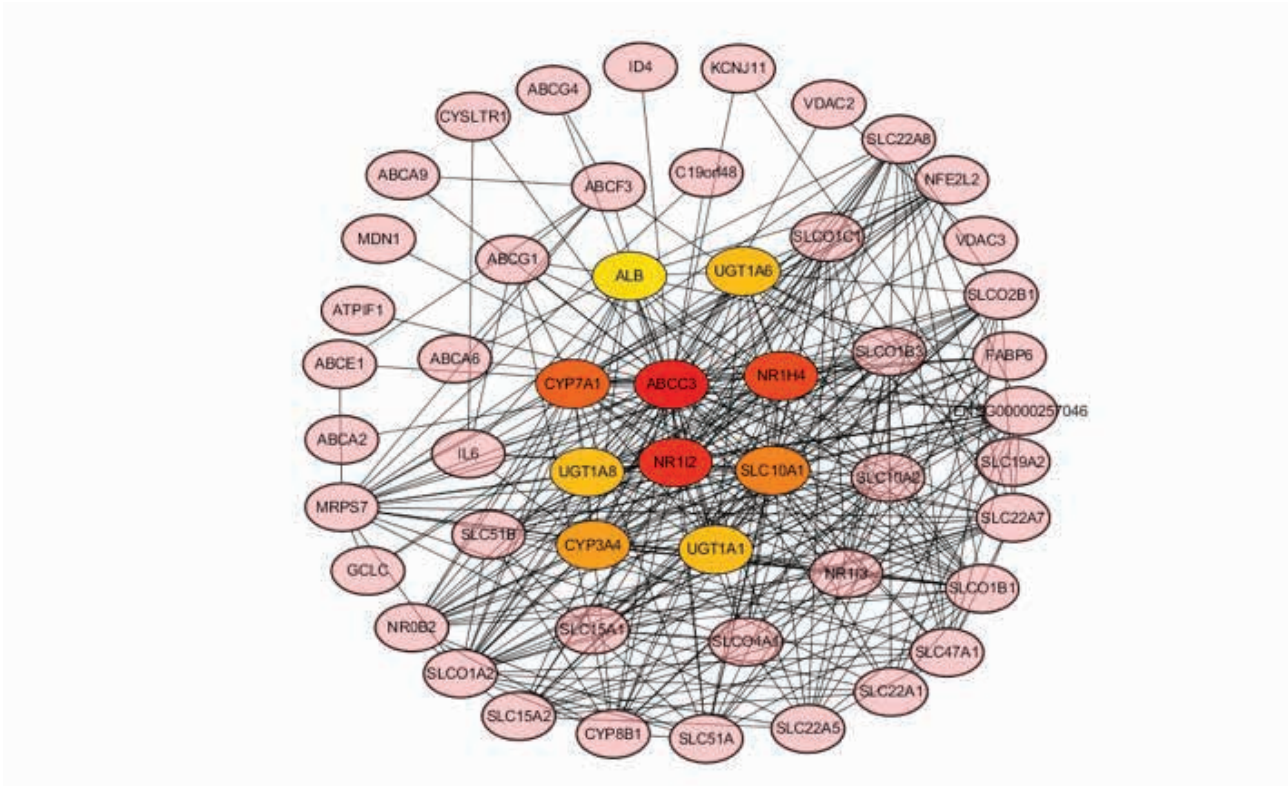 ID4
KCNJ11
ABCG4
VDAC2
CYSLTR1
SLC22A8
ABCA9
ABCF3
C19orf48
NFE2L2
MDN1
ABCG1
SLCO1C1
VDAC3
ALB
UGT1A6
SLCO2B1
ATPIF1
ABCE1
ABCA6
SLCO1B3
FABP6
CYP7A1
ABCC3
NR1H4
G00000257046
ABCA2
IL6
UGT1A8
NR1I2
SLC10A1
SLC10A2
SLC19A2
MRPS7
SLC51B
CYP3A4
UGT1A1
SLC22A7
GCLC
NR1I3
SLCO1B1
NR0B2
SLC15A1
SLCO4A1
SLC47A1
SLCO1A2
SLC22A1
SLC15A2
CYP8B1
SLC51A
SLC22A5